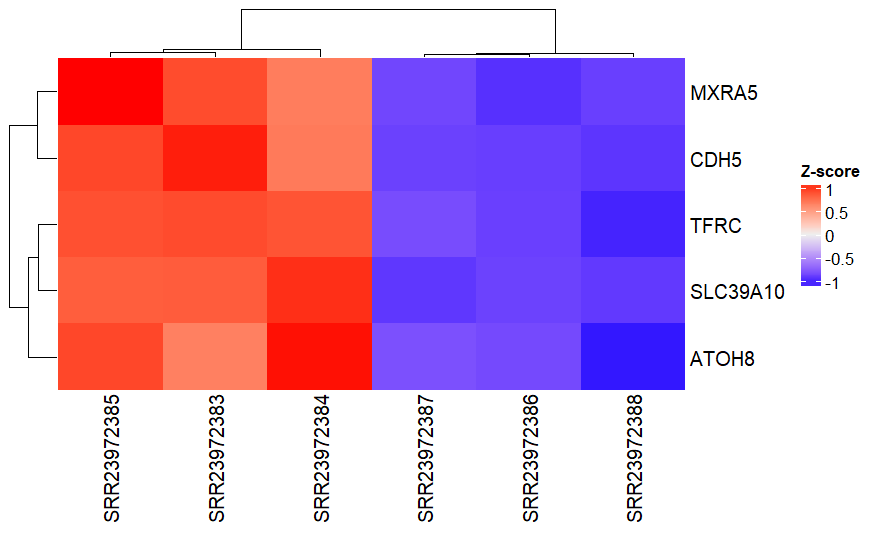 MXRA5
CDH5
TFRC
SLC39A10
ATOH8
Z-score
1
0.5
0
-0.5
-1
SRR23972385
SRR23972383
SRR23972384
SRR23972387
SRR23972386
SRR23972388